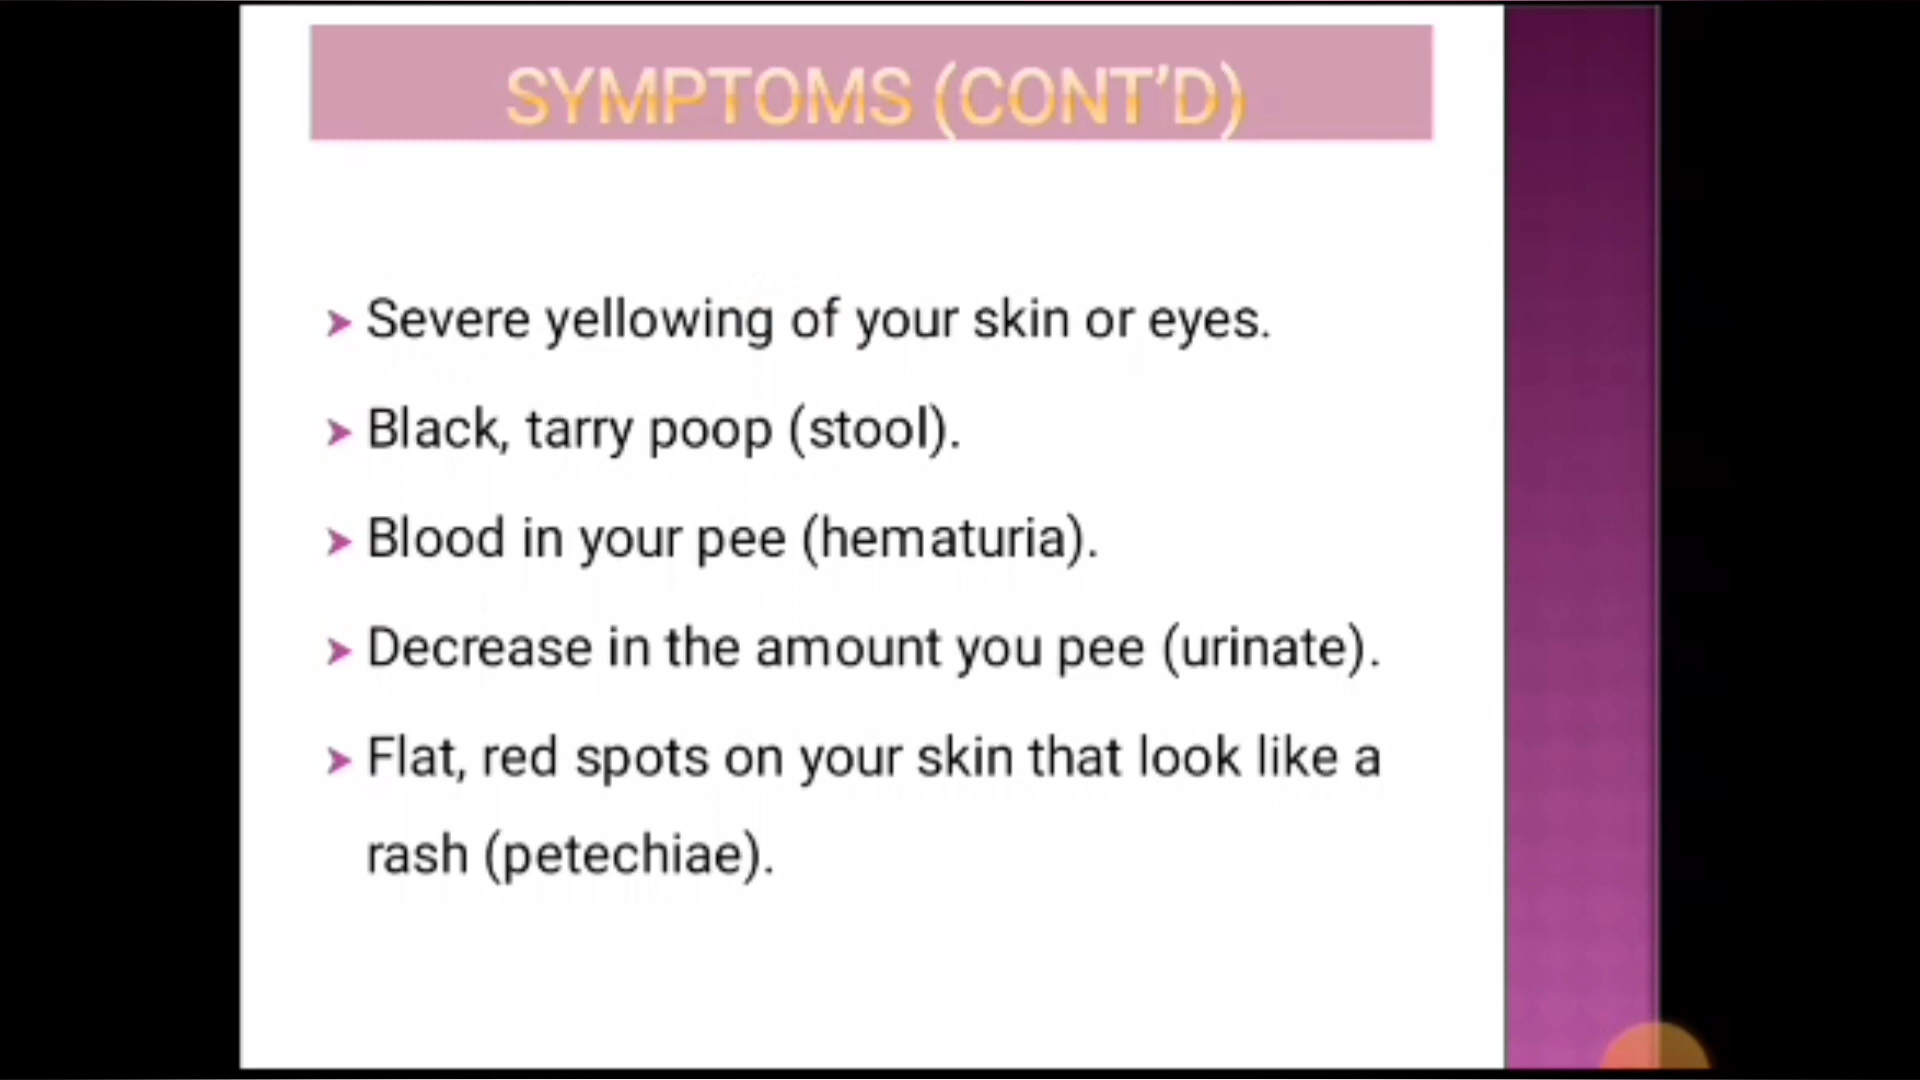 SYMPTOMS (CONT’D)
Severe yellowing of your skin or eyes.
Black, tarry poop (stool).
Blood in your pee (hematuria).
Decrease in the amount you pee (urinate).
Flat, red spots on your skin that look like a
rash (petechiae).